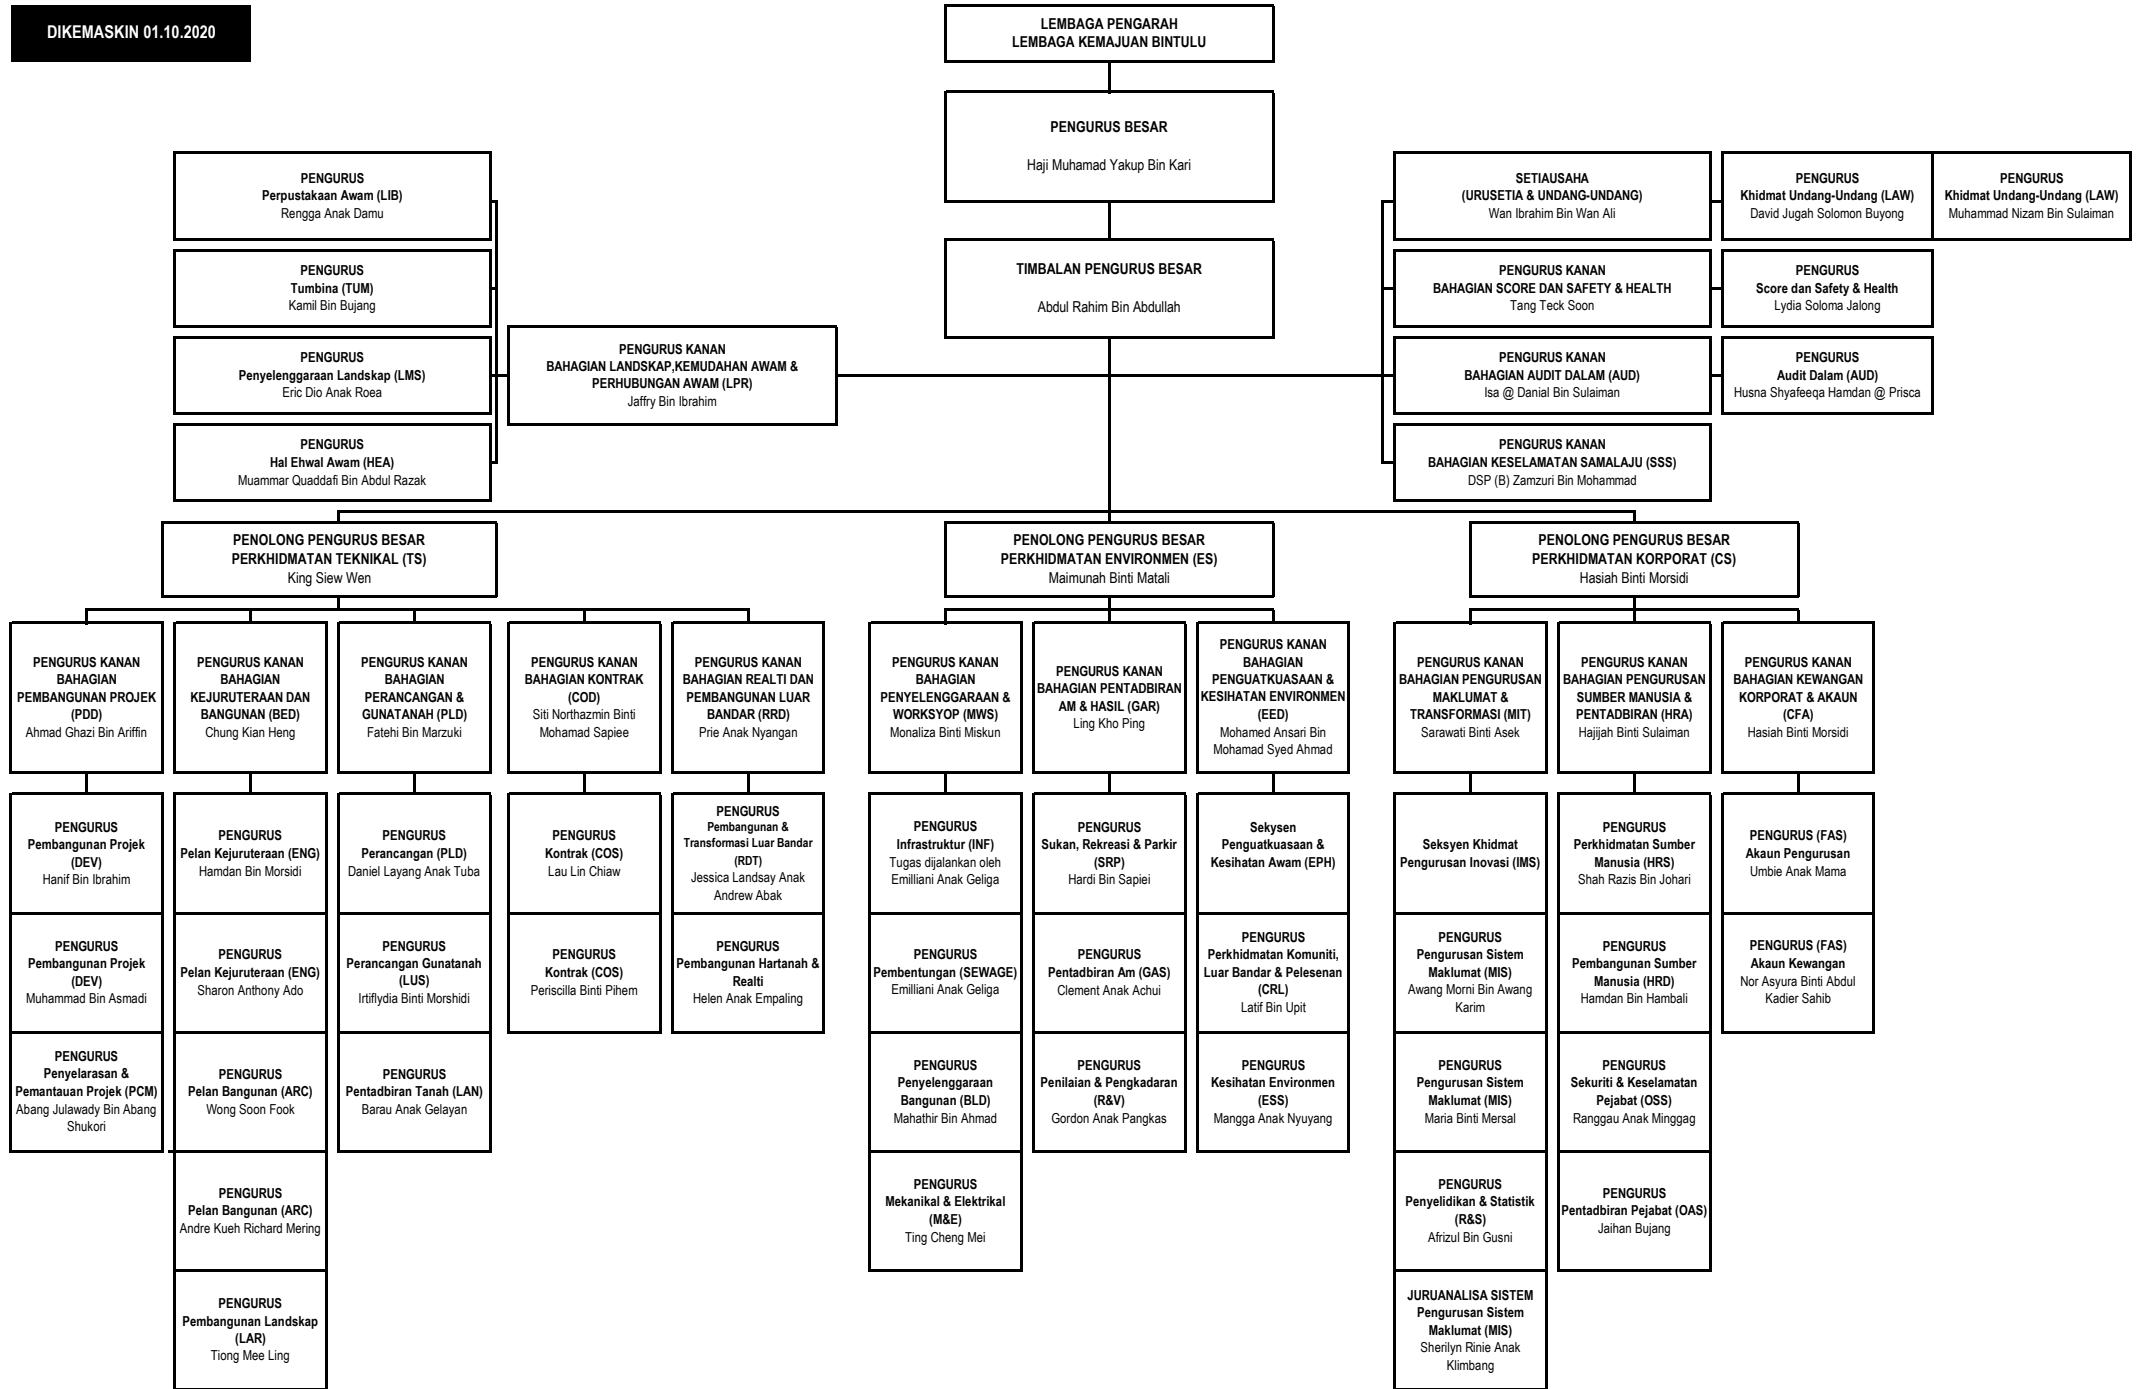 DIKEMASKIN 01.10.2020
LEMBAGA PENGARAH
LEMBAGA KEMAJUAN BINTULU
PENGURUS BESAR
Haji Muhamad Yakup Bin Kari
TIMBALAN PENGURUS BESAR
Abdul Rahim Bin Abdullah
PENGURUS
Perpustakaan Awam (LIB)
Rengga Anak Damu
PENGURUS
Tumbina (TUM)
Kamil Bin Bujang
PENGURUS
Penyelenggaraan Landskap (LMS)
Eric Dio Anak Roea
PENGURUS
Hal Ehwal Awam (HEA)
Muammar Quaddafi Bin Abdul Razak
PENGURUS KANAN
BAHAGIAN LANDSKAP,KEMUDAHAN AWAM &
PERHUBUNGAN AWAM (LPR)
Jaffry Bin Ibrahim
SETIAUSAHA
(URUSETIA & UNDANG-UNDANG)
Wan Ibrahim Bin Wan Ali
PENGURUS
Khidmat Undang-Undang (LAW)
David Jugah Solomon Buyong
PENGURUS
Khidmat Undang-Undang (LAW)
Muhammad Nizam Bin Sulaiman
PENGURUS KANAN
BAHAGIAN SCORE DAN SAFETY & HEALTH
Tang Teck Soon
PENGURUS
Score dan Safety & Health
Lydia Soloma Jalong
PENGURUS KANAN
BAHAGIAN AUDIT DALAM (AUD)
Isa @ Danial Bin Sulaiman
PENGURUS
Audit Dalam (AUD)
Husna Shyafeeqa Hamdan @ Prisca
PENGURUS KANAN
BAHAGIAN KESELAMATAN SAMALAJU (SSS)
DSP (B) Zamzuri Bin Mohammad
PENOLONG PENGURUS BESAR
PERKHIDMATAN TEKNIKAL (TS)
King Siew Wen
PENOLONG PENGURUS BESAR
PERKHIDMATAN ENVIRONMEN (ES)
Maimunah Binti Matali
PENOLONG PENGURUS BESAR
PERKHIDMATAN KORPORAT (CS)
Hasiah Binti Morsidi
PENGURUS KANAN
BAHAGIAN
PEMBANGUNAN PROJEK
(PDD)
Ahmad Ghazi Bin Ariffin
PENGURUS KANAN
BAHAGIAN
KEJURUTERAAN DAN
BANGUNAN (BED)
Chung Kian Heng
PENGURUS KANAN
BAHAGIAN
PERANCANGAN &
GUNATANAH (PLD)
Fatehi Bin Marzuki
PENGURUS KANAN
BAHAGIAN KONTRAK
(COD)
Siti Northazmin Binti
Mohamad Sapiee
PENGURUS KANAN
BAHAGIAN REALTI DAN
PEMBANGUNAN LUAR
BANDAR (RRD)
Prie Anak Nyangan
PENGURUS KANAN
BAHAGIAN
PENYELENGGARAAN &
WORKSYOP (MWS)
Monaliza Binti Miskun
PENGURUS KANAN
BAHAGIAN PENTADBIRAN
AM & HASIL (GAR)
Ling Kho Ping
PENGURUS KANAN
BAHAGIAN
PENGUATKUASAAN &
KESIHATAN ENVIRONMEN
(EED)
Mohamed Ansari Bin
Mohamad Syed Ahmad
PENGURUS KANAN
BAHAGIAN PENGURUSAN
MAKLUMAT &
TRANSFORMASI (MIT)
Sarawati Binti Asek
PENGURUS KANAN
BAHAGIAN PENGURUSAN
SUMBER MANUSIA &
PENTADBIRAN (HRA)
Hajijah Binti Sulaiman
PENGURUS KANAN
BAHAGIAN KEWANGAN
KORPORAT & AKAUN
(CFA)
Hasiah Binti Morsidi
PENGURUS
Pembangunan Projek
(DEV)
Hanif Bin Ibrahim
PENGURUS
Pelan Kejuruteraan (ENG)
Hamdan Bin Morsidi
PENGURUS
Perancangan (PLD)
Daniel Layang Anak Tuba
PENGURUS
Kontrak (COS)
Lau Lin Chiaw
PENGURUS
Pembangunan &
Transformasi Luar Bandar
(RDT)
Jessica Landsay Anak
Andrew Abak
PENGURUS
Infrastruktur (INF)
Tugas dijalankan oleh
Emilliani Anak Geliga
PENGURUS
Sukan, Rekreasi & Parkir
(SRP)
Hardi Bin Sapiei
Sekysen
Penguatkuasaan &
Kesihatan Awam (EPH)
Seksyen Khidmat
Pengurusan Inovasi (IMS)
PENGURUS
Perkhidmatan Sumber
Manusia (HRS)
Shah Razis Bin Johari
PENGURUS (FAS)
Akaun Pengurusan
Umbie Anak Mama
PENGURUS
Pembangunan Projek
(DEV)
Muhammad Bin Asmadi
PENGURUS
Pelan Kejuruteraan (ENG)
Sharon Anthony Ado
PENGURUS
Perancangan Gunatanah
(LUS)
Irtiflydia Binti Morshidi
PENGURUS
Kontrak (COS)
Periscilla Binti Pihem
PENGURUS
Pembangunan Hartanah &
Realti
Helen Anak Empaling
PENGURUS
Pembentungan (SEWAGE)
Emilliani Anak Geliga
PENGURUS
Pentadbiran Am (GAS)
Clement Anak Achui
PENGURUS
Perkhidmatan Komuniti,
Luar Bandar & Pelesenan
(CRL)
Latif Bin Upit
PENGURUS
Pengurusan Sistem
Maklumat (MIS)
Awang Morni Bin Awang
Karim
PENGURUS
Pembangunan Sumber
Manusia (HRD)
Hamdan Bin Hambali
PENGURUS (FAS)
Akaun Kewangan
Nor Asyura Binti Abdul
Kadier Sahib
PENGURUS
Penyelarasan &
Pemantauan Projek (PCM)
Abang Julawady Bin Abang
Shukori
PENGURUS
Pelan Bangunan (ARC)
Wong Soon Fook
PENGURUS
Pentadbiran Tanah (LAN)
Barau Anak Gelayan
PENGURUS
Penyelenggaraan
Bangunan (BLD)
Mahathir Bin Ahmad
PENGURUS
Penilaian & Pengkadaran
(R&V)
Gordon Anak Pangkas
PENGURUS
Kesihatan Environmen
(ESS)
Mangga Anak Nyuyang
PENGURUS
Pengurusan Sistem
Maklumat (MIS)
Maria Binti Mersal
PENGURUS
Sekuriti & Keselamatan
Pejabat (OSS)
Ranggau Anak Minggag
PENGURUS
Pelan Bangunan (ARC)
Andre Kueh Richard Mering
PENGURUS
Mekanikal & Elektrikal
(M&E)
Ting Cheng Mei
PENGURUS
Penyelidikan & Statistik
(R&S)
Afrizul Bin Gusni
PENGURUS
Pentadbiran Pejabat (OAS)
Jaihan Bujang
PENGURUS
Pembangunan Landskap
(LAR)
Tiong Mee Ling
JURUANALISA SISTEM
Pengurusan Sistem
Maklumat (MIS)
Sherilyn Rinie Anak
Klimbang